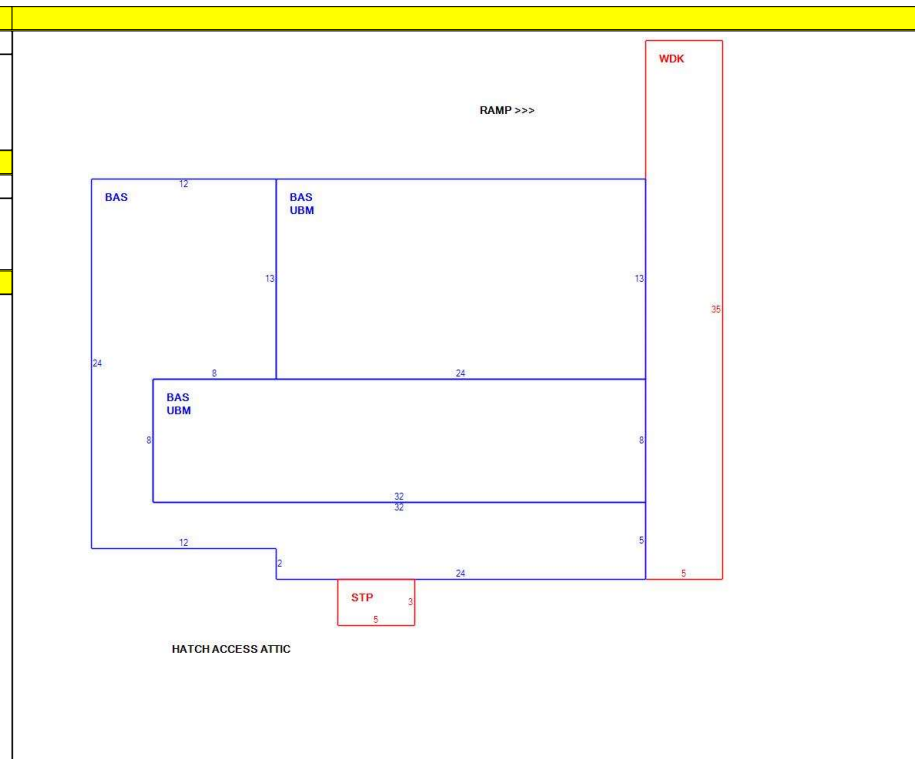 WDK
RAMP >>>
12
BAS
BAS
UBM
13
13
35
24
8
24
BAS
UBM
8
8
32
32
5
12
2
24
5
STP
3
5
HATCH ACCESS ATTIC